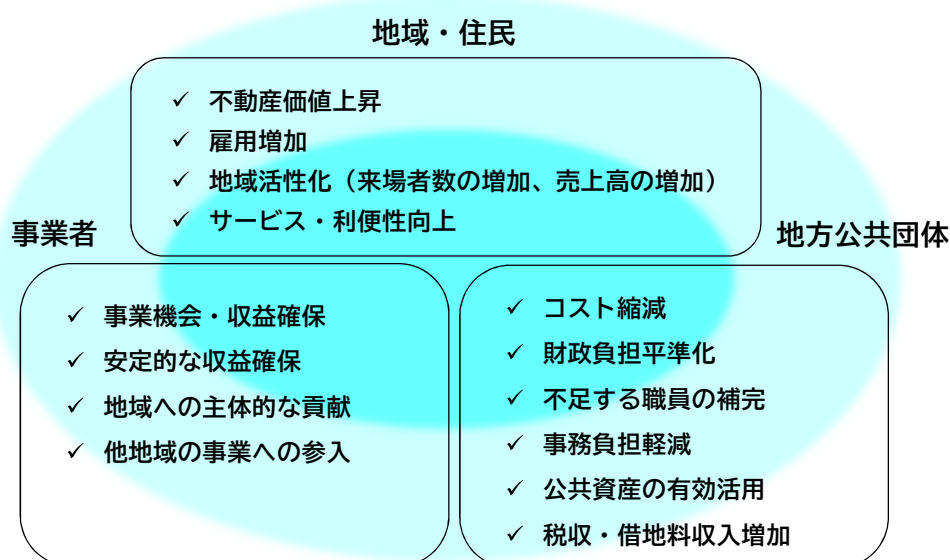 地域・住民
✓ 不動産価値上昇
✓ 雇用増加
✓ 地域活性化（来場者数の増加、売上高の増加）
✓ サービス・利便性向上
事業者
✓ 事業機会・収益確保
✓ 安定的な収益確保
✓ 地域への主体的な貢献
✓ 他地域の事業への参入
地方公共団体
✓ コスト縮減
✓ 財政負担平準化
✓ 不足する職員の補完
✓ 事務負担軽減
✓ 公共資産の有効活用
✓ 税収・借地料収入増加